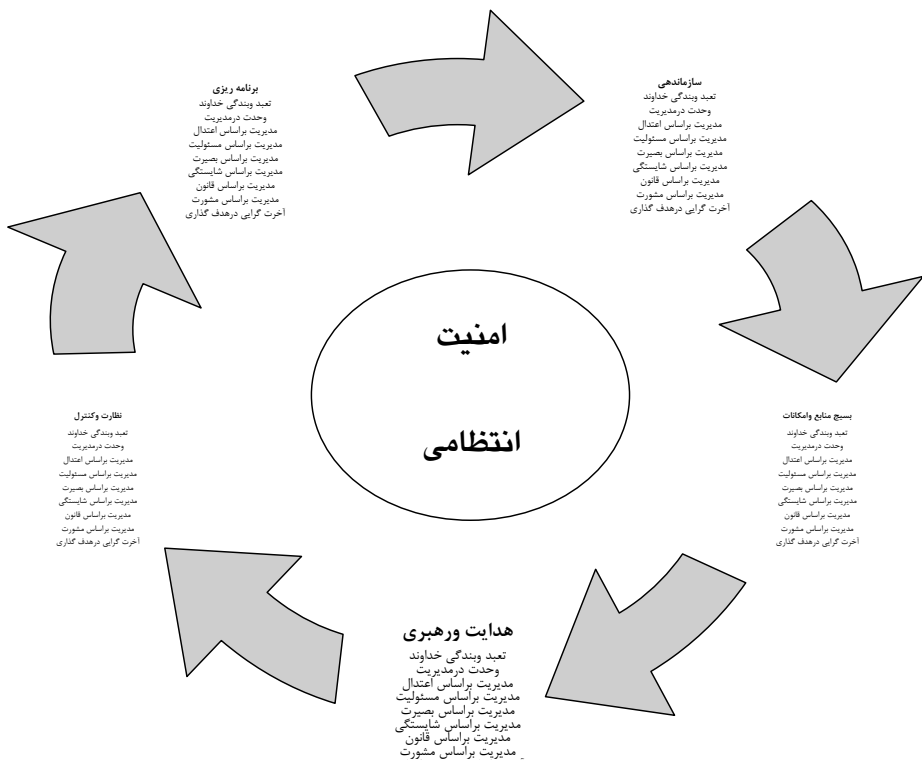 سازماندهی
تعبد وبندگی خداوند
وحدت درمدیریت
مدیریت براساس اعتدال
مدیریت براساس مسئولیت
مدیریت براساس بصیرت
مدیریت براساس شایستگی
مدیریت براساس قانون
مدیریت براساس مشورت
آخرت گرایی درهدف گذاری
برنامه ریزی
تعبد وبندگی خداوند
وحدت درمدیریت
مدیریت براساس اعتدال
مدیریت براساس مسئولیت
مدیریت براساس بصیرت
مدیریت براساس شایستگی
مدیریت براساس قانون
مدیریت براساس مشورت
آخرت گرایی درهدف گذاری
امنیت
انتظامی
بسیج منابع وامکانات
تعبد وبندگی خداوند
وحدت درمدیریت
مدیریت براساس اعتدال
مدیریت براساس مسئولیت
مدیریت براساس بصیرت
مدیریت براساس شایستگی
مدیریت براساس قانون
مدیریت براساس مشورت
آخرت گرایی درهدف گذاری
نظارت وکنترل
تعبد وبندگی خداوند
وحدت درمدیریت
مدیریت براساس اعتدال
مدیریت براساس مسئولیت
مدیریت براساس بصیرت
مدیریت براساس شایستگی
مدیریت براساس قانون
مدیریت براساس مشورت
آخرت گرایی درهدف گذاری
هدایت ورهبری
تعبد وبندگی خداوند
وحدت درمدیریت
مدیریت براساس اعتدال
مدیریت براساس مسئولیت
مدیریت براساس بصیرت
مدیریت براساس شایستگی
مدیریت براساس قانون
مدیریت براساس مشورت